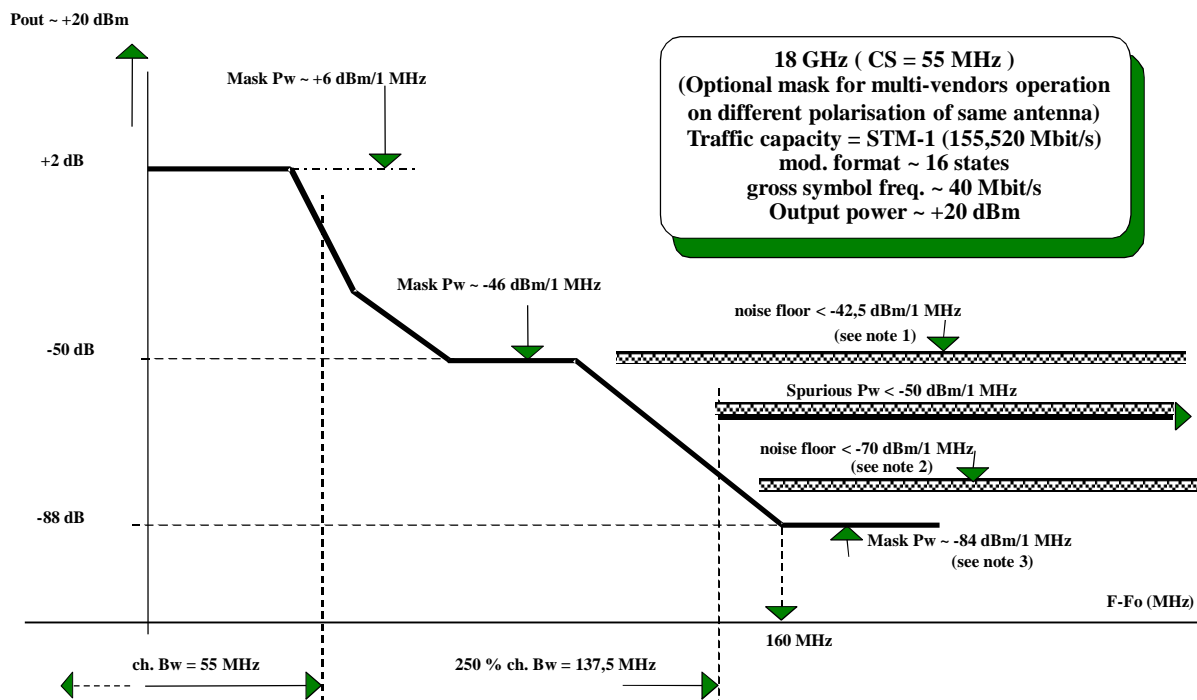 Pout ~ +20 dBm
Mask Pw ~ +6 dBm/1 MHz
18 GHz ( CS = 55 MHz )
(Optional mask for multi-vendors operation
on different polarisation of same antenna)
Traffic capacity = STM-1 (155,520 Mbit/s)
mod. format ~ 16 states
gross symbol freq. ~ 40 Mbit/s
Output power ~ +20 dBm
+2 dB
Mask Pw ~ -46 dBm/1 MHz
noise floor < -42,5 dBm/1 MHz
(see note 1)
-50 dB
Spurious Pw < -50 dBm/1 MHz
noise floor < -70 dBm/1 MHz
(see note 2)
-88 dB
Mask Pw ~ -84 dBm/1 MHz
(see note 3)
F-Fo (MHz)
160 MHz
ch. Bw = 55 MHz
250 % ch. Bw = 137,5 MHz